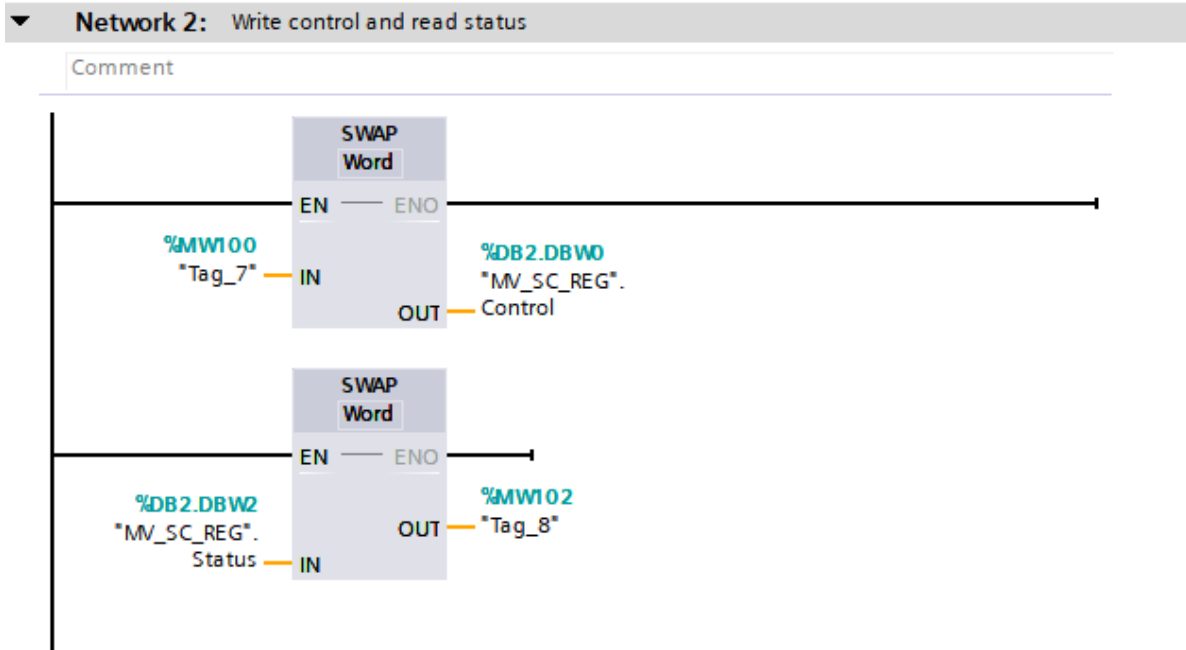 Network 2: Write control and read status
Comment
SWAP
Word
EN ENO
%MW100
"Tag_7" IN
%DB2.DBW0
"MV_SC_REG".
OUT Control
SWAP
Word
EN ENO
%DB2.DBW2
"MV_SC_REG".
Status IN
%MW102
OUT "Tag_8"